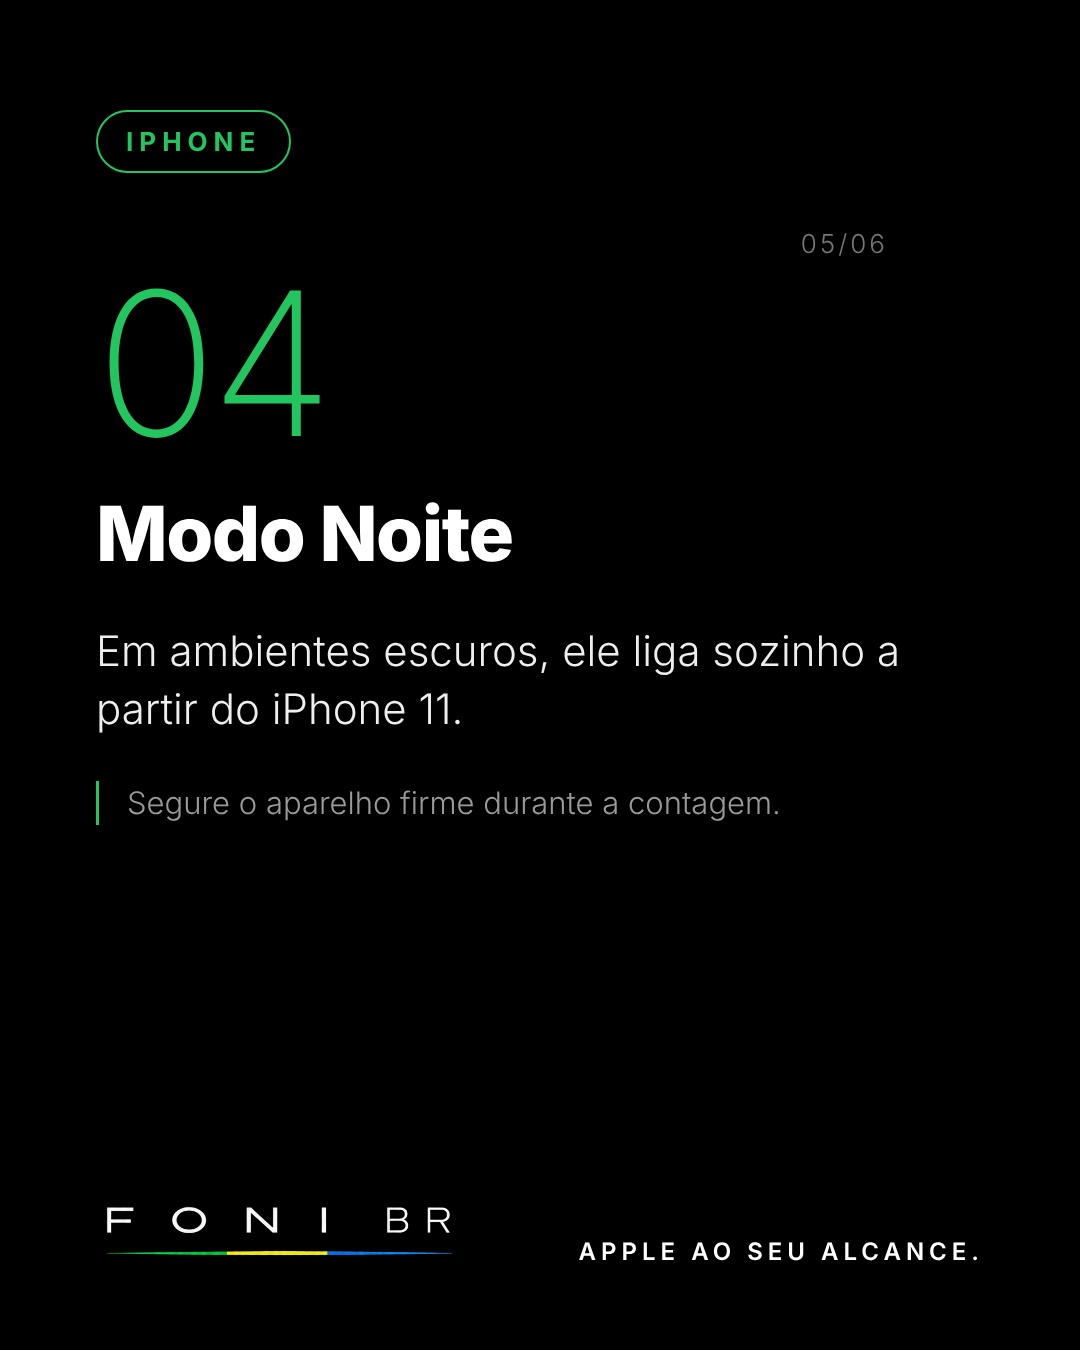 IPHONE
05/06
04
Modo Noite
Em ambientes escuros, ele liga sozinho a
partir do iPhone 11.
Segure o aparelho firme durante a contagem.
FONI BR
APPLE AO SEU ALCANCE.